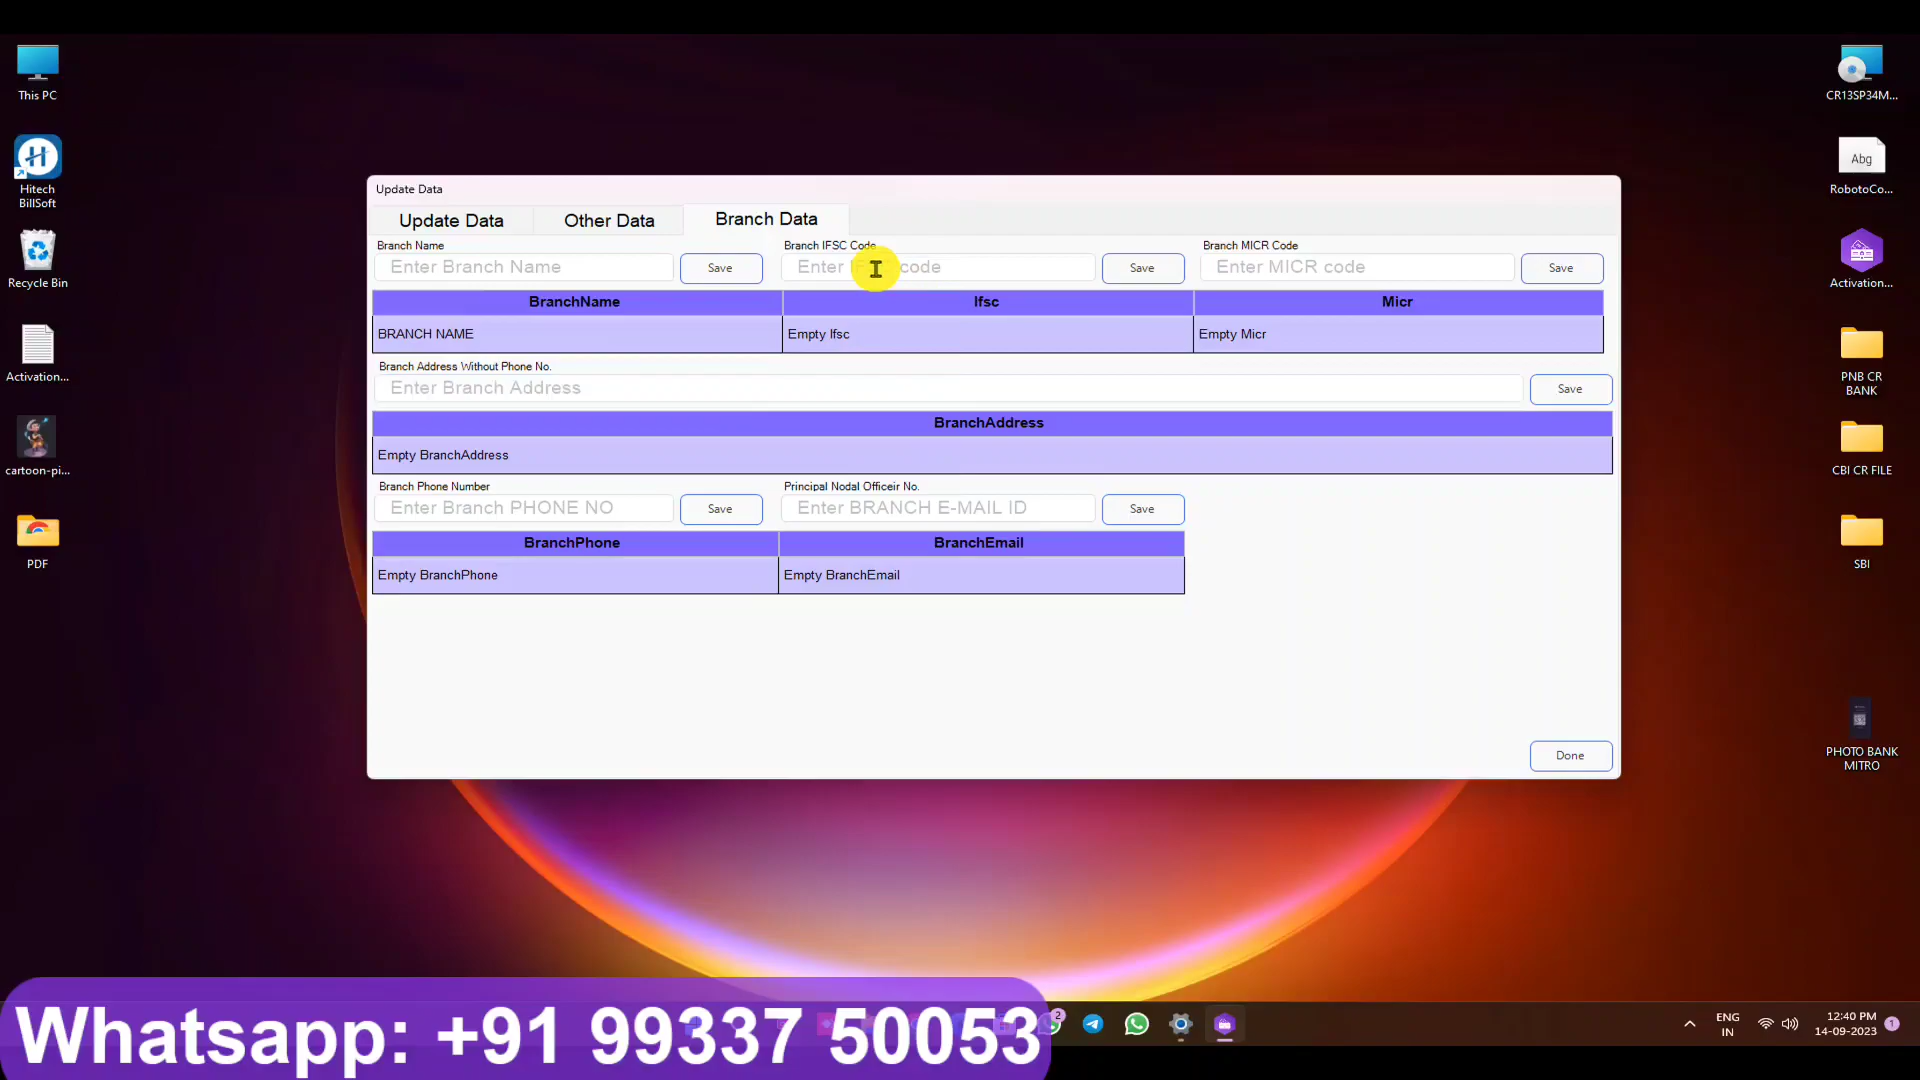 This PC
Hitech
BillSoft
Recycle Bin
Activation...
cartoon-pi...
PDF
CR13SP34M...
Abg
RobotoCo...
Activation...
PNB CR
BANK
CBI CR FILE
SBI
PHOTO BANK
MITRO
Update Data
Update Data
Other Data
Branch Data
Branch Name
Branch IFSC Code
Branch MICR Code
Enter Branch Name
Save
Enter code
Save
Enter MICR code
Save
BranchName
Ifsc
Micr
BRANCH NAME
Empty Ifsc
Empty Micr
Branch Address Without Phone No.
Enter Branch Address
Save
BranchAddress
Empty BranchAddress
Branch Phone Number
Principal Nodal Officeir No.
Enter Branch PHONE NO
Save
Enter BRANCH E-MAIL ID
Save
BranchPhone
BranchEmail
Empty BranchPhone
Empty BranchEmail
Done
Whatsapp: +91 99337 50053
2
ENG
IN
12:40 PM
14-09-2023
1